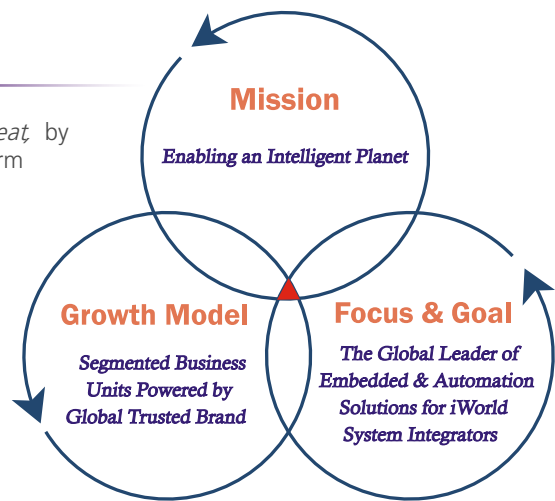 Mission
Enabling an Intelligent Planet
by
Growth Model
Segmented Business
Units Powered by
Global Trusted Brand
Focus & Goal
The Global Leader of
Embedded & Automation
Solutions for iWorld
System Integrators